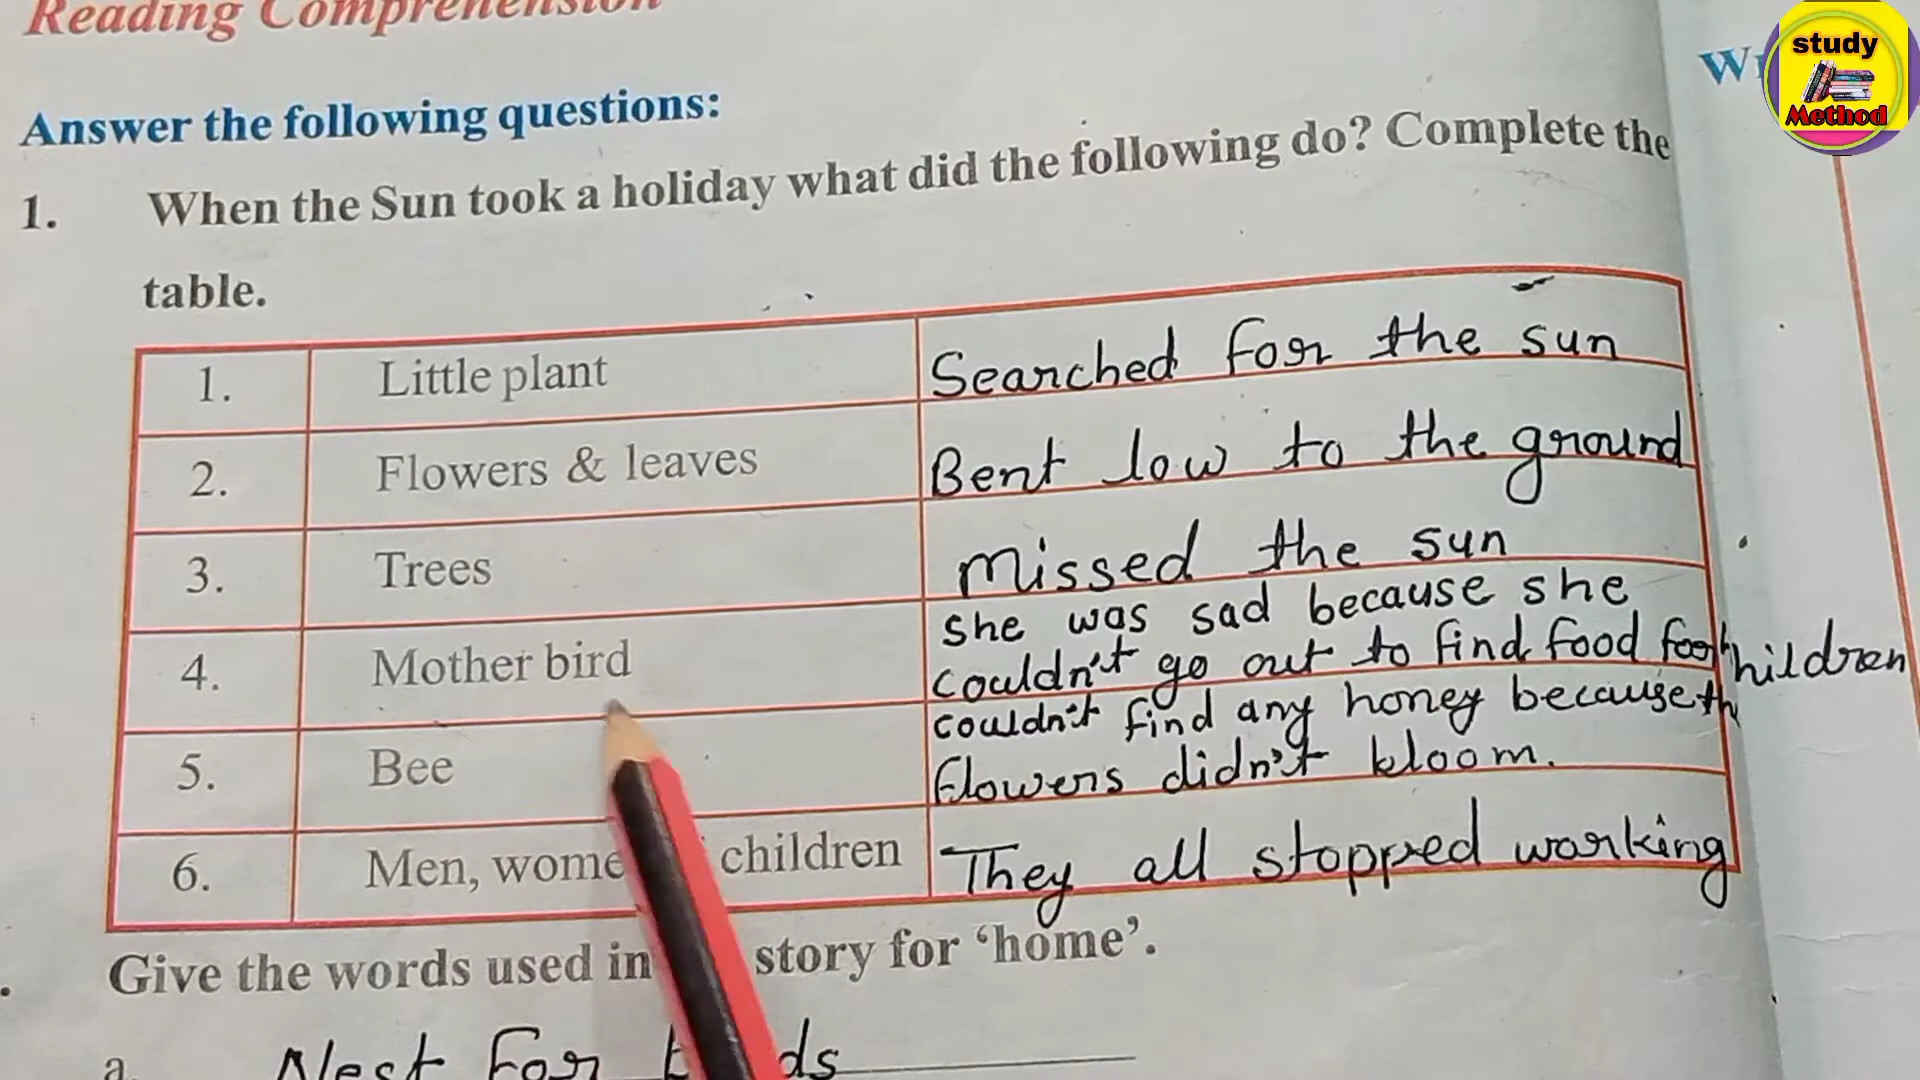 Reading Comprehension
Answer the following questions:
1. When the Sun took a holiday what did the following do? Complete the
table.
1. Little plant Searched for the sun
2. Flowers & leaves Bent low to the ground
3. Trees missed the sun
4. Mother bird she was sad because she
couldn't go out to find food for children
5. Bee couldn't find any honey because th
flowers didn't bloom.
6. Men, wome children They all stopped working
Give the words used in story for 'home'.
a. Nest For
study
Method